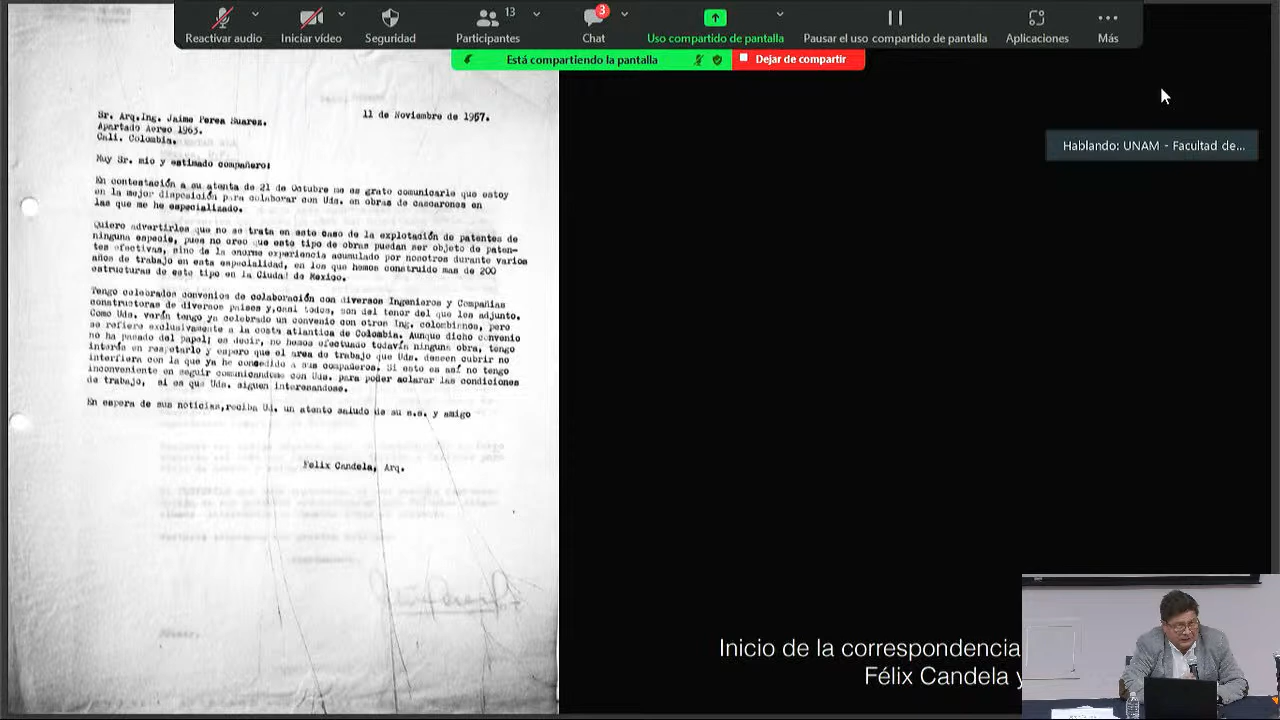 Reactivar audio
Iniciar vídeo
Seguridad
Participantes
13
Chat
3
Uso compartido de pantalla
Pausar el uso compartido de pantalla
Aplicaciones
Más
Está compartiendo la pantalla
Dejar de compartir
Hablando: UNAM - Facultad de...
Sr. Arq.Ing. Jaime Perea Suarez.
11 de Noviembre de 1957.
Apartado Aereo 1965.
Cali. Colombia.
Muy Sr. mio y estimado compañero:
En contestación a su atenta de 21 de Octubre me es grato comunicarle que estoy
en la mejor disposición para colaborar con Uds. en obras de cascarones en
las que me he especializado.
Quiero advertirles que no se trata en este caso de la explotación de patentes de
ninguna especie, pues no creo que este tipo de obras puedan ser objeto de paten-
tes efectivas, sino de la enorme experiencia acumulado por nosotros durante varios
años de trabajo en esta especialidad, en los que hemos construido mas de 200
estructuras de este tipo en la Ciudad de Mexico.
Tengo celebrados convenios de colaboración con diversos Ingenieros y Compañias
constructoras de diversos paises y,casi todos, son del tenor del que les adjunto.
Como Uds. verán tengo ya celebrado un convenio con otros Ing. colombianos, pero
se refiere exclusivamente a la costa atlantica de Colombia. Aunque dicho convenio
no ha pasado del papel; es decir, no hemos efectuado todavía ninguna obra, tengo
interés en respetarlo y espero que el area de trabajo que Uds. deseen cubrir no
interfiera con la que ya he concedido a sus compañeros. Si esto es así no tengo
inconveniente en seguir comunicandome con Uds. para poder aclarar las condiciones
de trabajo, si es que Uds. siguen interesandose.
En espera de sus noticias,reciba Ud. un atento saludo de su s.s. y amigo
Felix Candela, Arq.
Inicio de la correspondencia
Félix Candela y